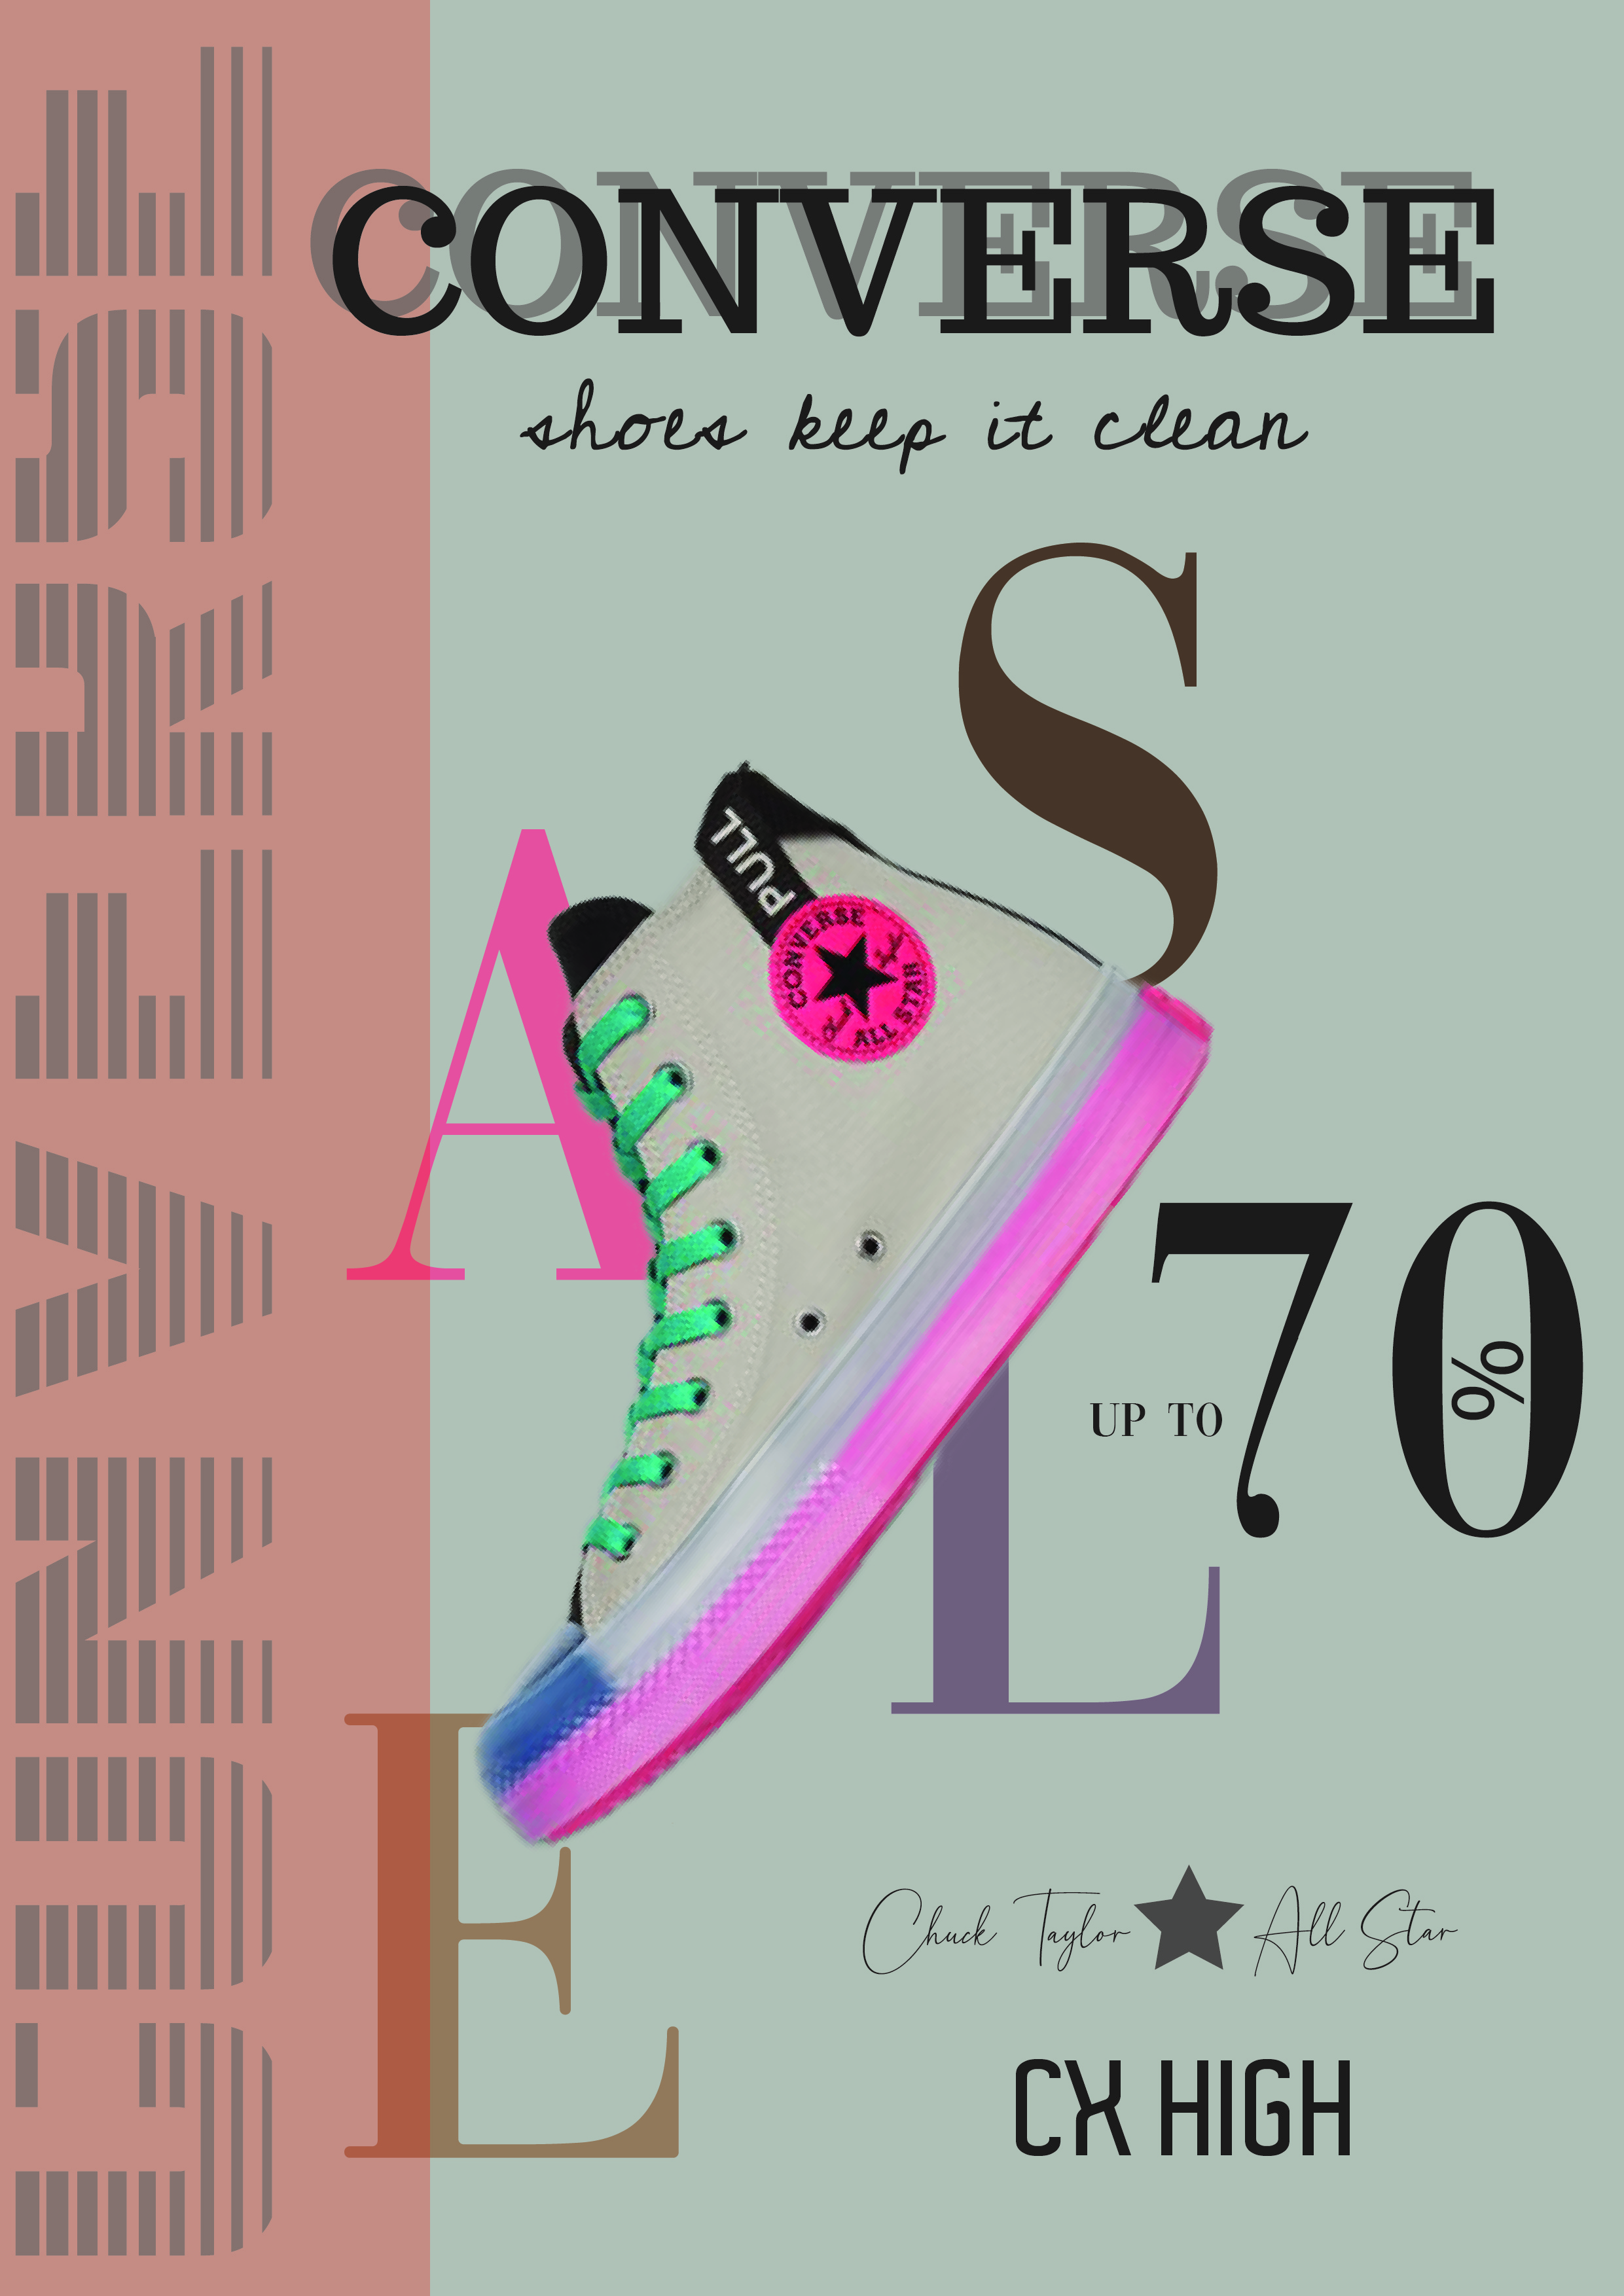 CONVERSE
CONVERSE
shoes keep it clean
S
A
L
E
PULL
CONVERSE
ALL STAR
UP TO 70%
Chuck Taylor All Star
CX HIGH